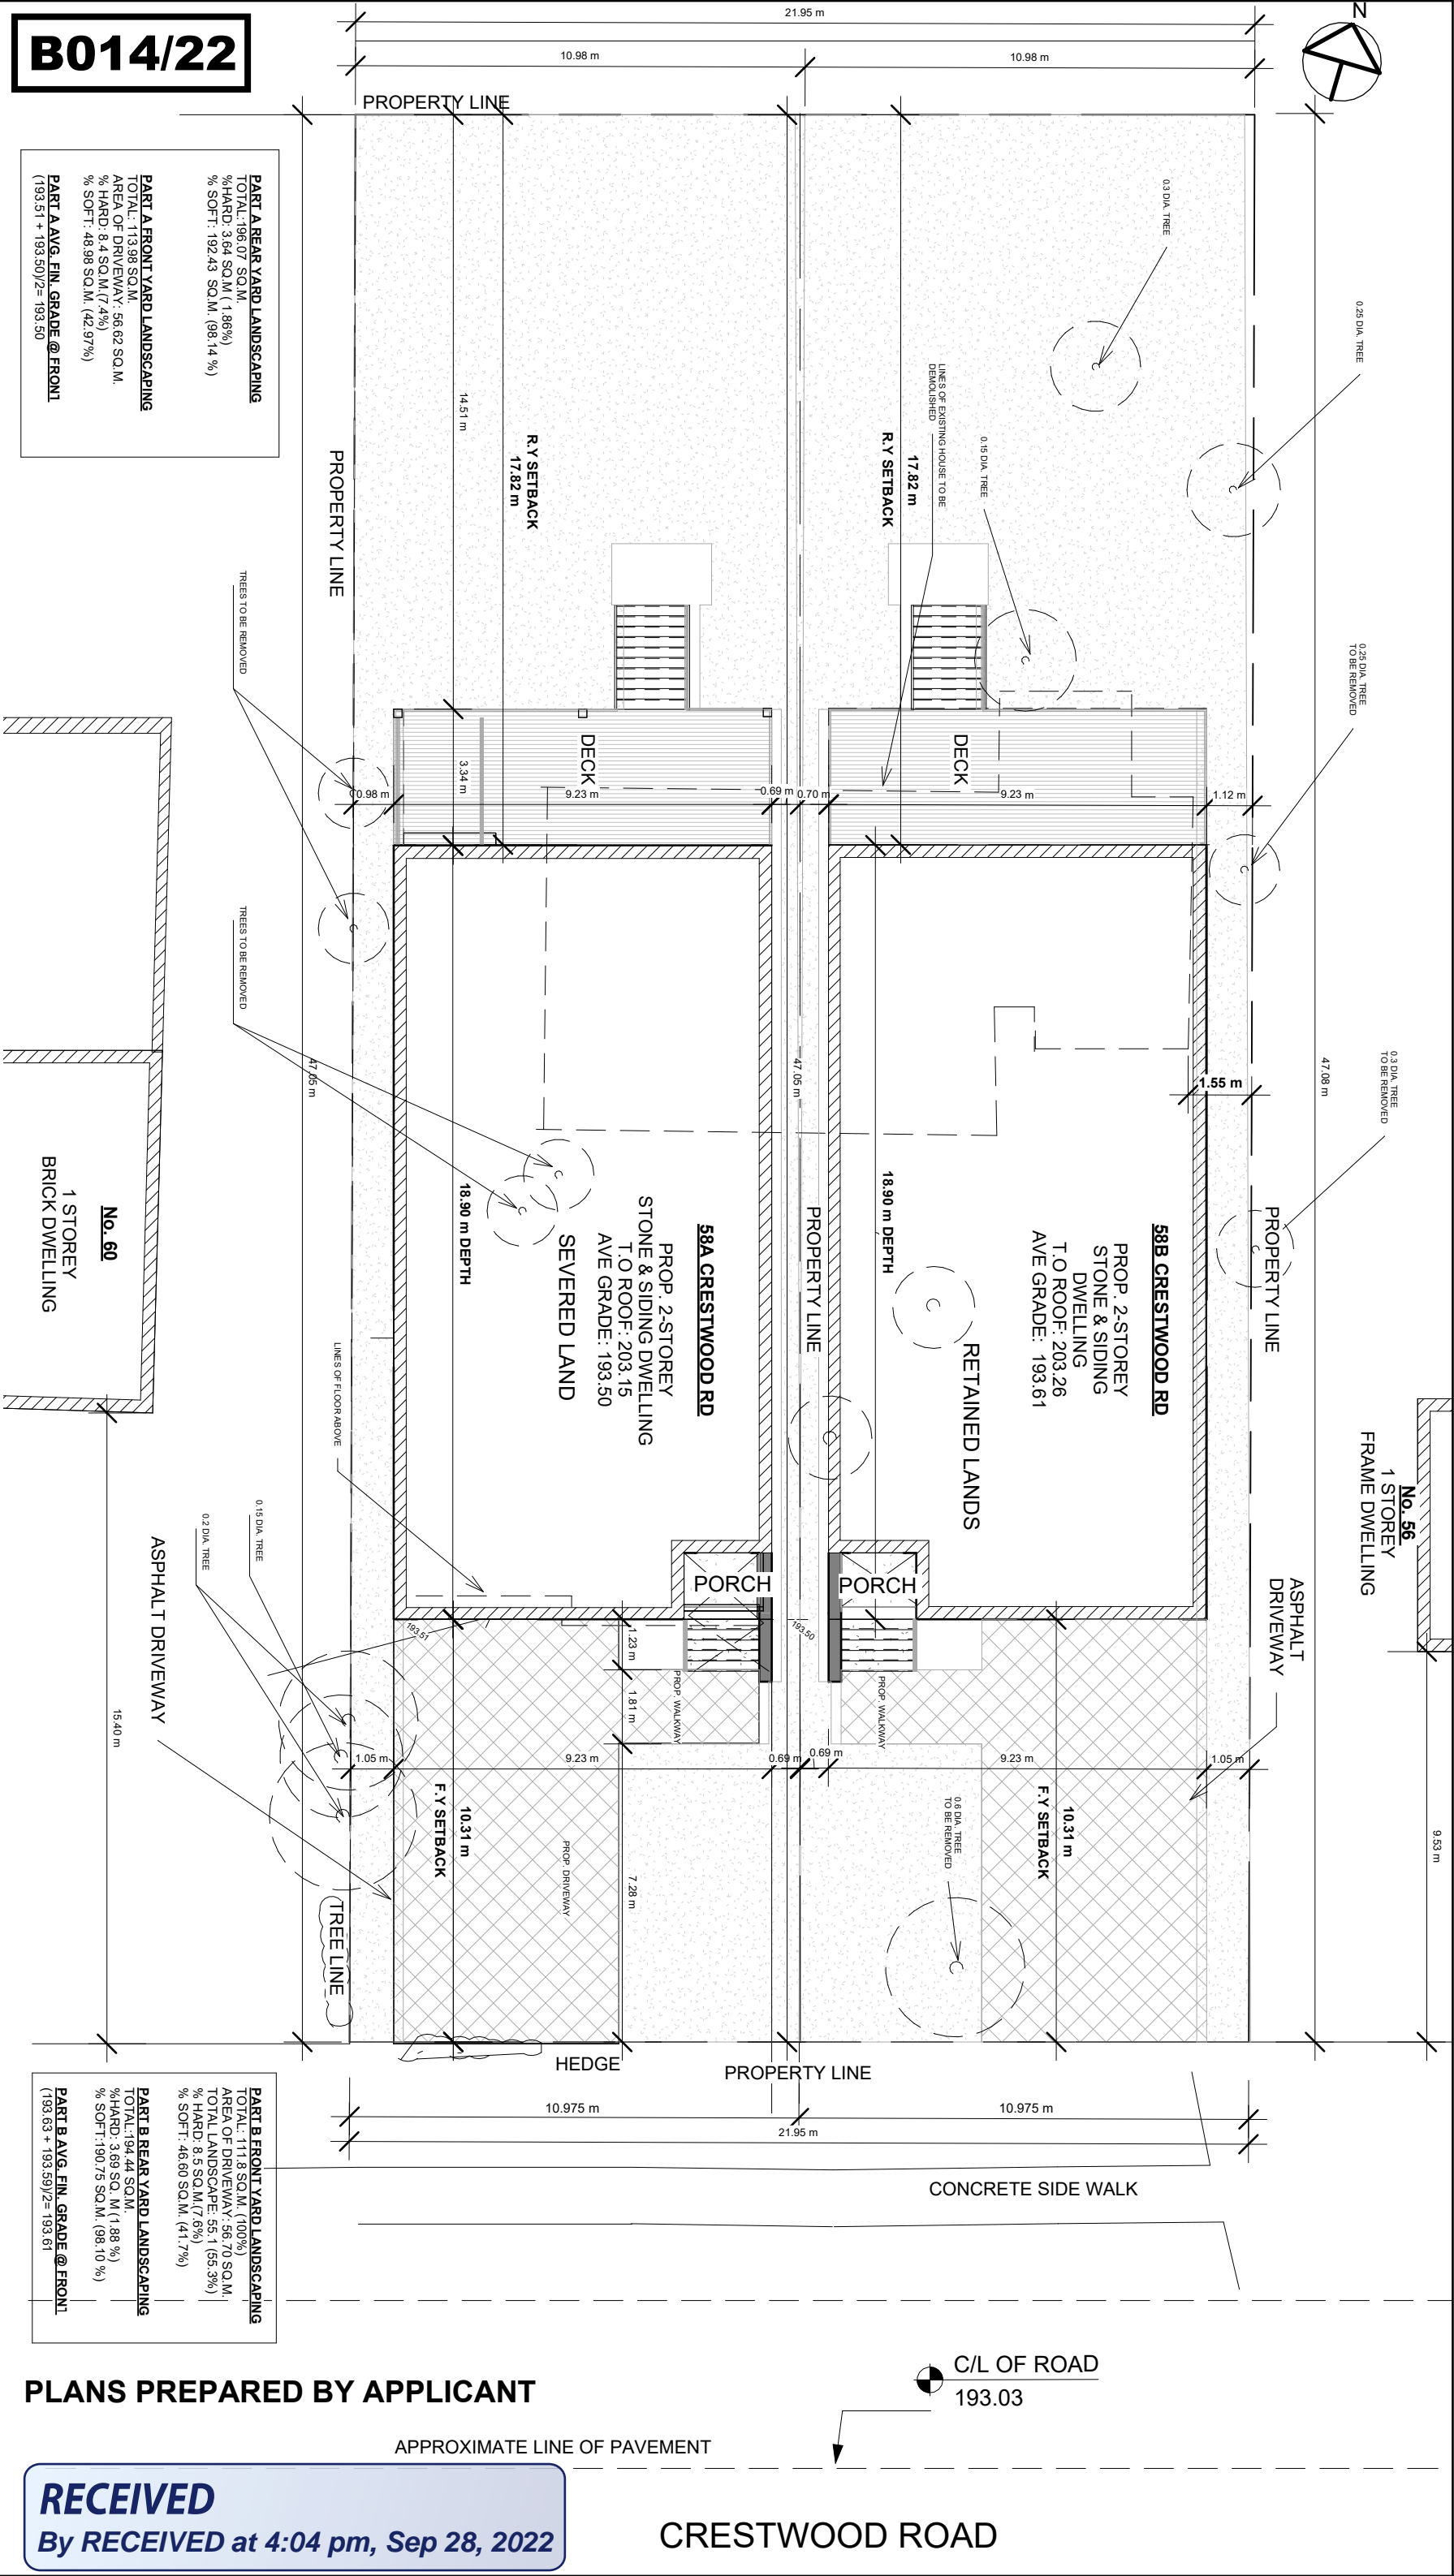 B014/22
21.95 m
10.98 m
10.98 m
N
PROPERTY LINE
PART A REAR YARD LANDSCAPING
TOTAL:196.07 SQ.M.
%HARD: 3.64 SQ.M ( 1.86%)
% SOFT: 192.43 SQ.M. (98.14 %)
PART A FRONT YARD LANDSCAPING
TOTAL: 113.98 SQ.M.
AREA OF DRIVEWAY: 56.62 SQ.M.
% HARD: 8.4 SQ.M.(7.4%)
% SOFT: 48.98 SQ.M. (42.97%)
PART A AVG. FIN. GRADE @ FRONT
(193.51 + 193.50)/2= 193.50
0.3 DIA. TREE
0.25 DIA. TREE
LINES OF EXISTING HOUSE TO BE
DEMOLISHED
0.15 DIA. TREE
14.51 m
R.Y SETBACK
17.82 m
17.82 m
R.Y SETBACK
PROPERTY LINE
TREES TO BE REMOVED
0.25 DIA. TREE
TO BE REMOVED
DECK
DECK
3.34 m
0.98 m
9.23 m
0.69 m
0.70 m
9.23 m
1.12 m
TREES TO BE REMOVED
47.05 m
47.05 m
47.08 m
1.55 m
0.3 DIA. TREE
TO BE REMOVED
No. 60
1 STOREY
BRICK DWELLING
18.90 m DEPTH
58A CRESTWOOD RD
PROP. 2-STOREY
STONE & SIDING DWELLING
T.O ROOF: 203.15
AVE GRADE: 193.50
SEVERED LAND
PROPERTY LINE
18.90 m DEPTH
58B CRESTWOOD RD
PROP. 2-STOREY
STONE & SIDING
DWELLING
T.O ROOF: 203.26
AVE GRADE: 193.61
RETAINED LANDS
PROPERTY LINE
No. 56
1 STOREY
FRAME DWELLING
LINES OF FLOOR ABOVE
0.15 DIA. TREE
0.2 DIA. TREE
ASPHALT DRIVEWAY
PORCH
PORCH
ASPHALT
DRIVEWAY
193.51
193.50
1.23 m
1.81 m
PROP. WALKWAY
PROP. WALKWAY
15.40 m
1.05 m
9.23 m
0.69 m
0.69 m
9.23 m
1.05 m
10.31 m
F.Y SETBACK
10.31 m
F.Y SETBACK
0.6 DIA. TREE
TO BE REMOVED
PROP. DRIVEWAY
7.28 m
9.53 m
TREE LINE
HEDGE
PROPERTY LINE
10.975 m
10.975 m
21.95 m
PART B FRONT YARD LANDSCAPING
TOTAL: 111.8 SQ.M. (100%)
AREA OF DRIVEWAY: 56.70 SQ.M.
TOTAL LANDSCAPE: 55.1 (55.3%)
% HARD: 8.5 SQ.M.(7.6%)
% SOFT: 46.60 SQ.M. (41.7%)
PART B REAR YARD LANDSCAPING
TOTAL:194.44 SQ.M.
%HARD: 3.69 SQ. M (1.88 %)
% SOFT:190.75 SQ.M. (98.10 %)
PART B AVG. FIN. GRADE @ FRONT
(193.63 + 193.59)/2= 193.61
CONCRETE SIDE WALK
PLANS PREPARED BY APPLICANT
C/L OF ROAD
193.03
APPROXIMATE LINE OF PAVEMENT
RECEIVED
By RECEIVED at 4:04 pm, Sep 28, 2022
CRESTWOOD ROAD